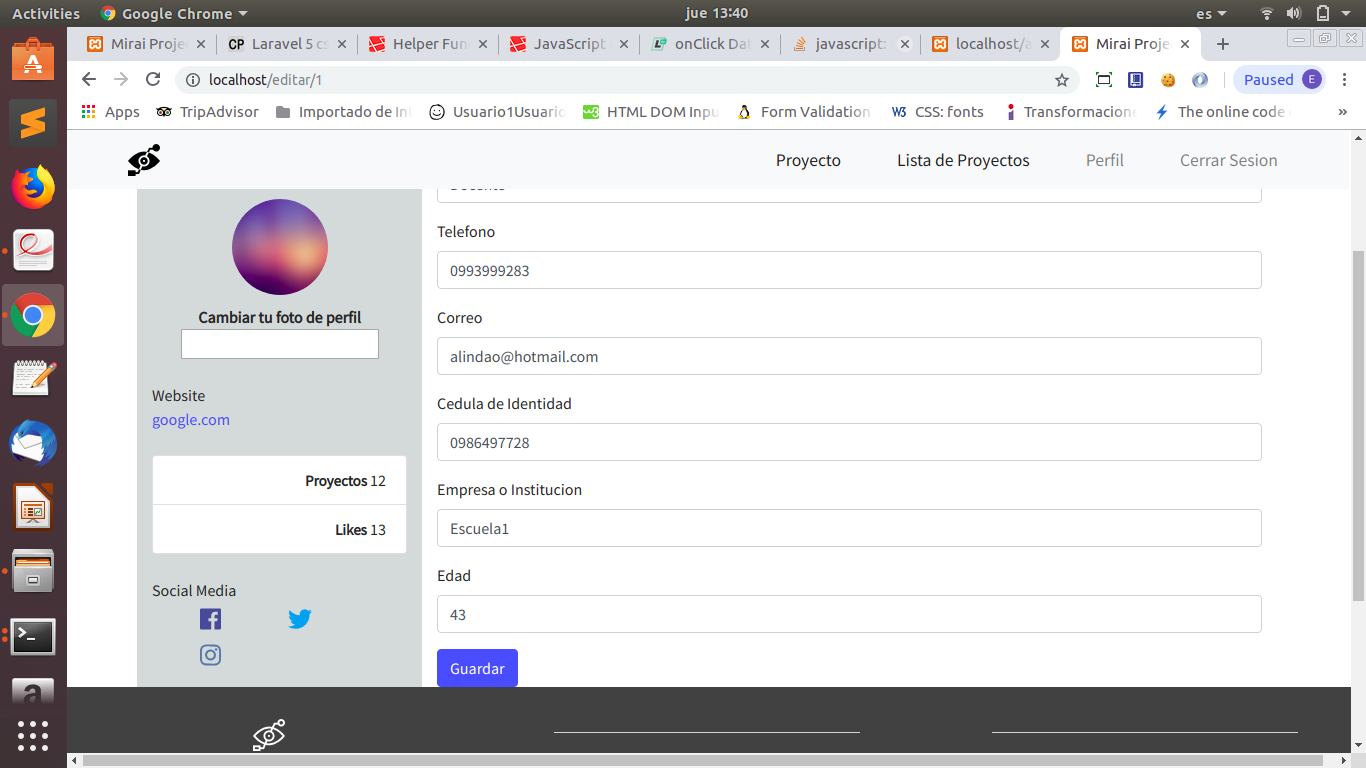 Activities Google Chrome jue 13:40 es
Mirai Proje Laravel 5 cs Helper Fun JavaScript onClick Dat javascript: localhost/a Mirai Proje
localhost/editar/1 Paused E
Apps TripAdvisor Importado de In Usuario1Usuario HTML DOM Inpu Form Validation CSS: fonts Transformacione The online code »
Proyecto Lista de Proyectos Perfil Cerrar Sesion
Telefono
0993999283
Cambiar tu foto de perfil
Correo
alindao@hotmail.com
Website
google.com
Cedula de Identidad
0986497728
Proyectos 12
Likes 13
Empresa o Institucion
Escuela1
Edad
43
Social Media
Guardar